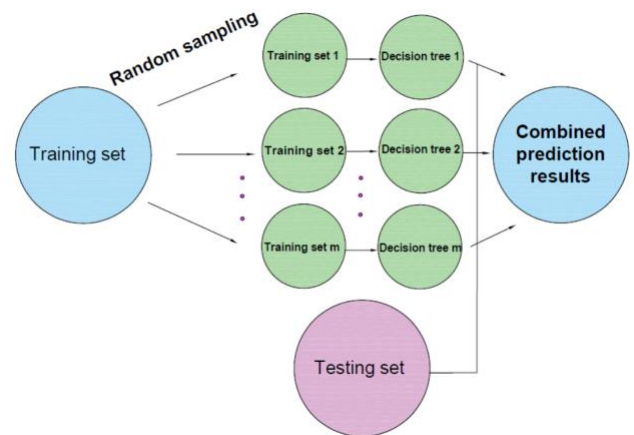 Random sampling
Training set
Training set 1
Decision tree 1
Training set 2
Decision tree 2
Training set m
Decision tree m
Combined
prediction
results
Testing set